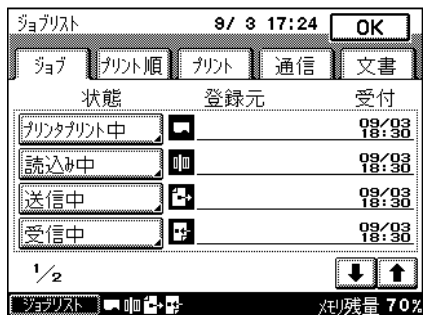 ジョブリスト 9/ 3 17:24 OK
ジョブ プリント順 プリント 通信 文書
状態 登録元 受付
プリンタプリント中 09/03 18:30
読込み中 09/03 18:30
送信中 09/03 18:30
受信中 09/03 18:30
1/2
ジョブリスト メモリ残量 70%